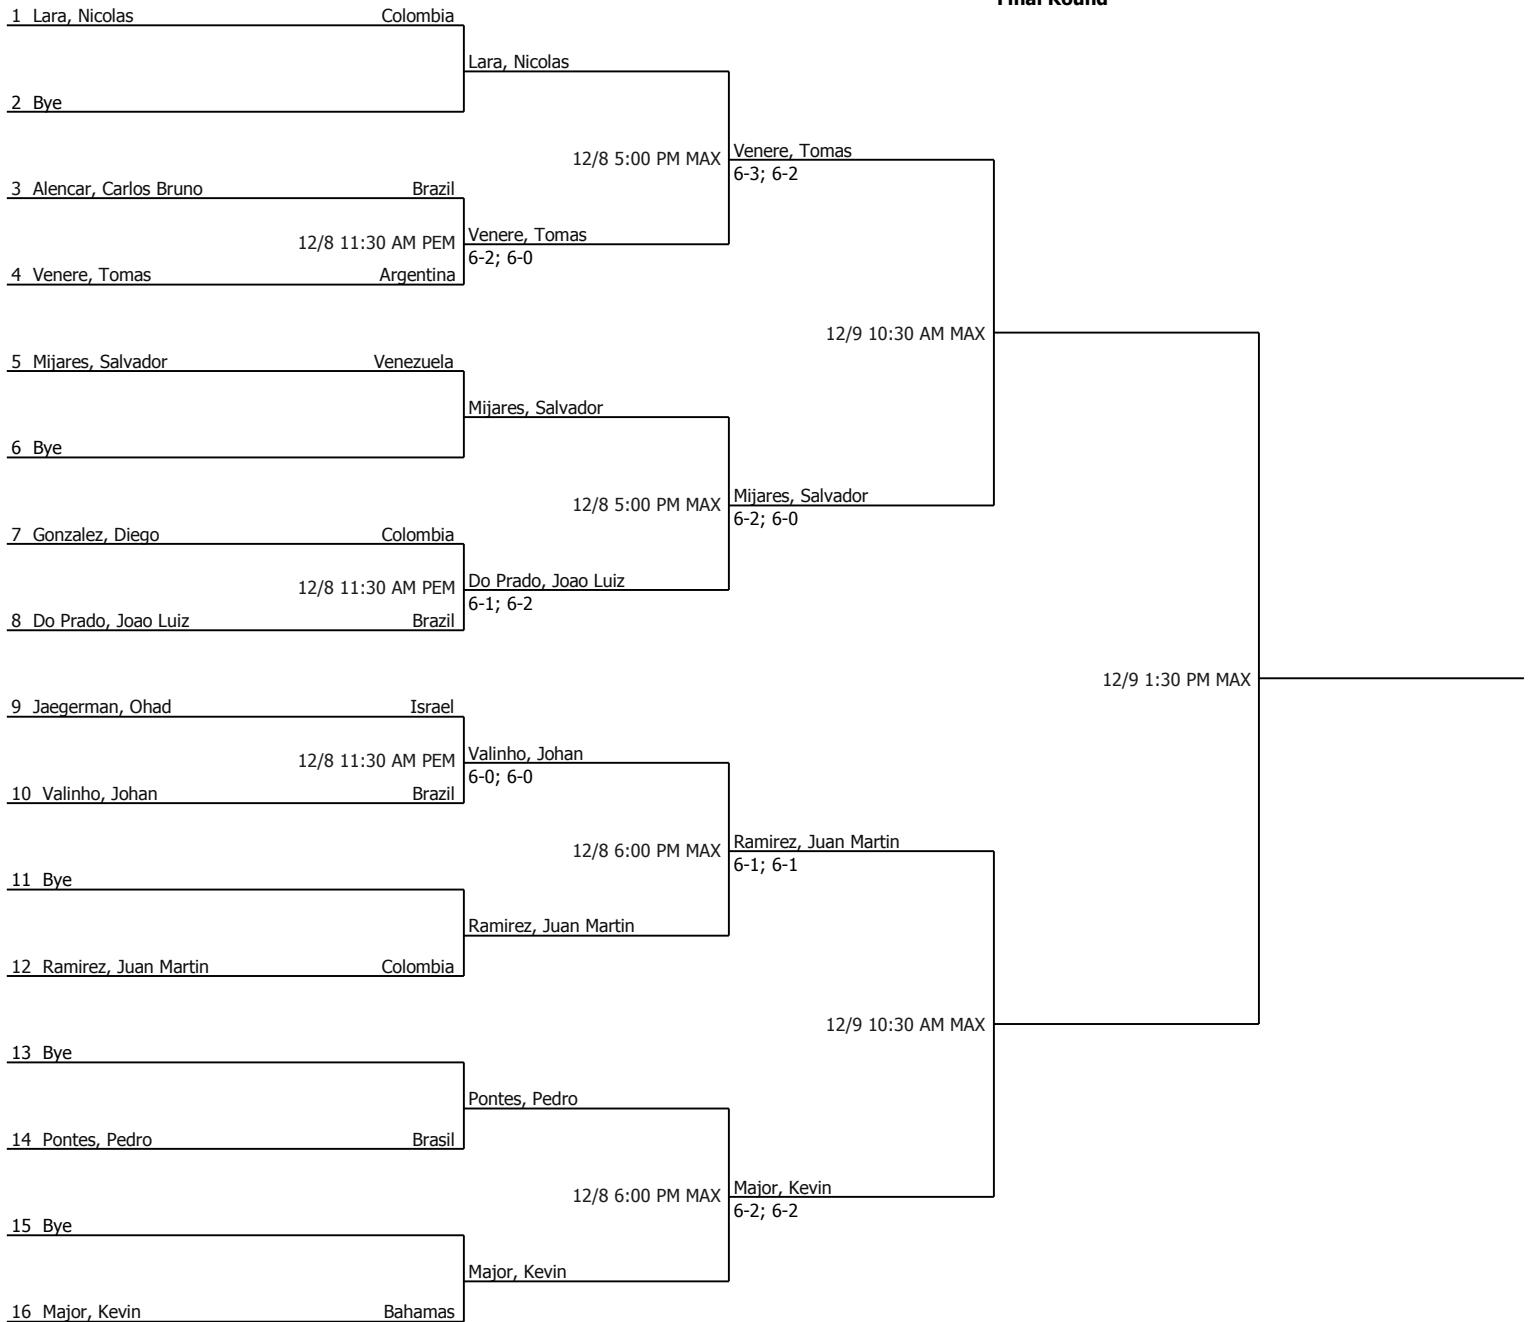 Final Round
1 Lara, Nicolas Colombia
Lara, Nicolas
2 Bye
12/8 5:00 PM MAX Venere, Tomas
6-3; 6-2
3 Alencar, Carlos Bruno Brazil
12/8 11:30 AM PEM Venere, Tomas
6-2; 6-0
4 Venere, Tomas Argentina
12/9 10:30 AM MAX
5 Mijares, Salvador Venezuela
Mijares, Salvador
6 Bye
12/8 5:00 PM MAX Mijares, Salvador
6-2; 6-0
7 Gonzalez, Diego Colombia
12/8 11:30 AM PEM Do Prado, Joao Luiz
6-1; 6-2
8 Do Prado, Joao Luiz Brazil
12/9 1:30 PM MAX
9 Jaegerman, Ohad Israel
12/8 11:30 AM PEM Valinho, Johan
6-0; 6-0
10 Valinho, Johan Brazil
12/8 6:00 PM MAX Ramirez, Juan Martin
6-1; 6-1
11 Bye
Ramirez, Juan Martin
12 Ramirez, Juan Martin Colombia
12/9 10:30 AM MAX
13 Bye
Pontes, Pedro
14 Pontes, Pedro Brasil
12/8 6:00 PM MAX Major, Kevin
6-2; 6-2
15 Bye
Major, Kevin
16 Major, Kevin Bahamas